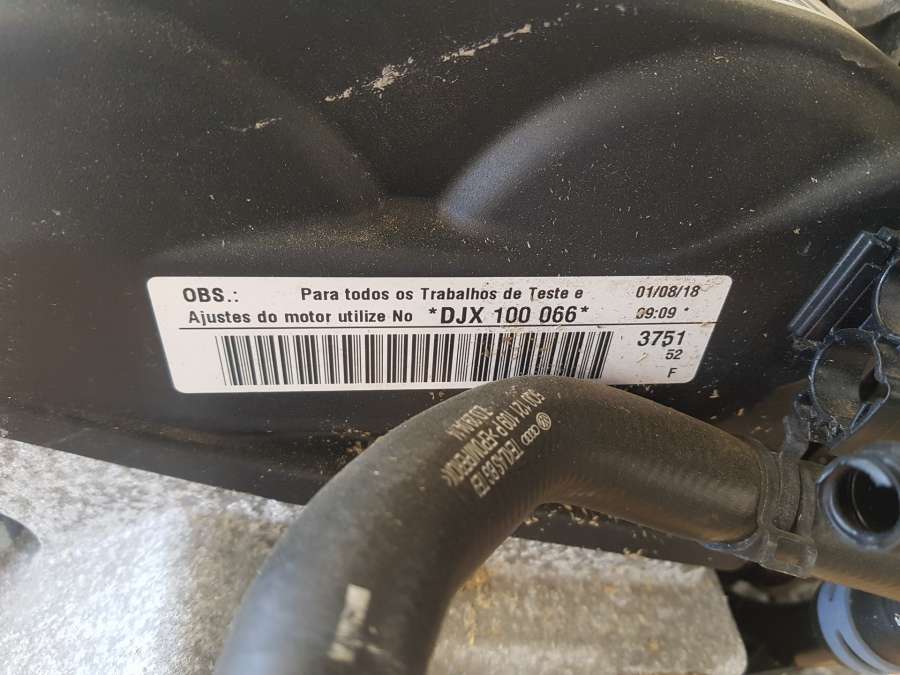 OBS.: Para todos os Trabalhos de Teste e 01/08/18
Ajustes do motor utilize No *DJX 100 066* 09:09 *
3751
52
F